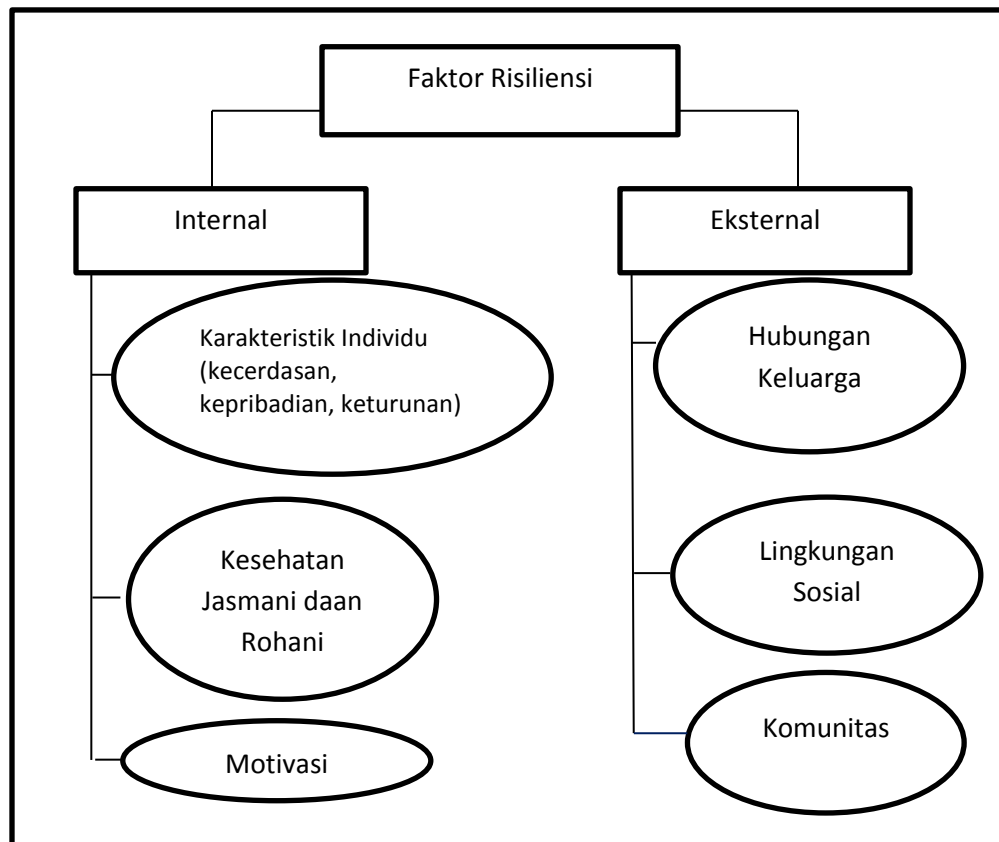 Faktor Risiliensi
Internal
Eksternal
Karakteristik Individu
(kecerdasan,
kepribadian, keturunan)
Hubungan
Keluarga
Kesehatan
Jasmani daan
Rohani
Lingkungan
Sosial
Motivasi
Komunitas